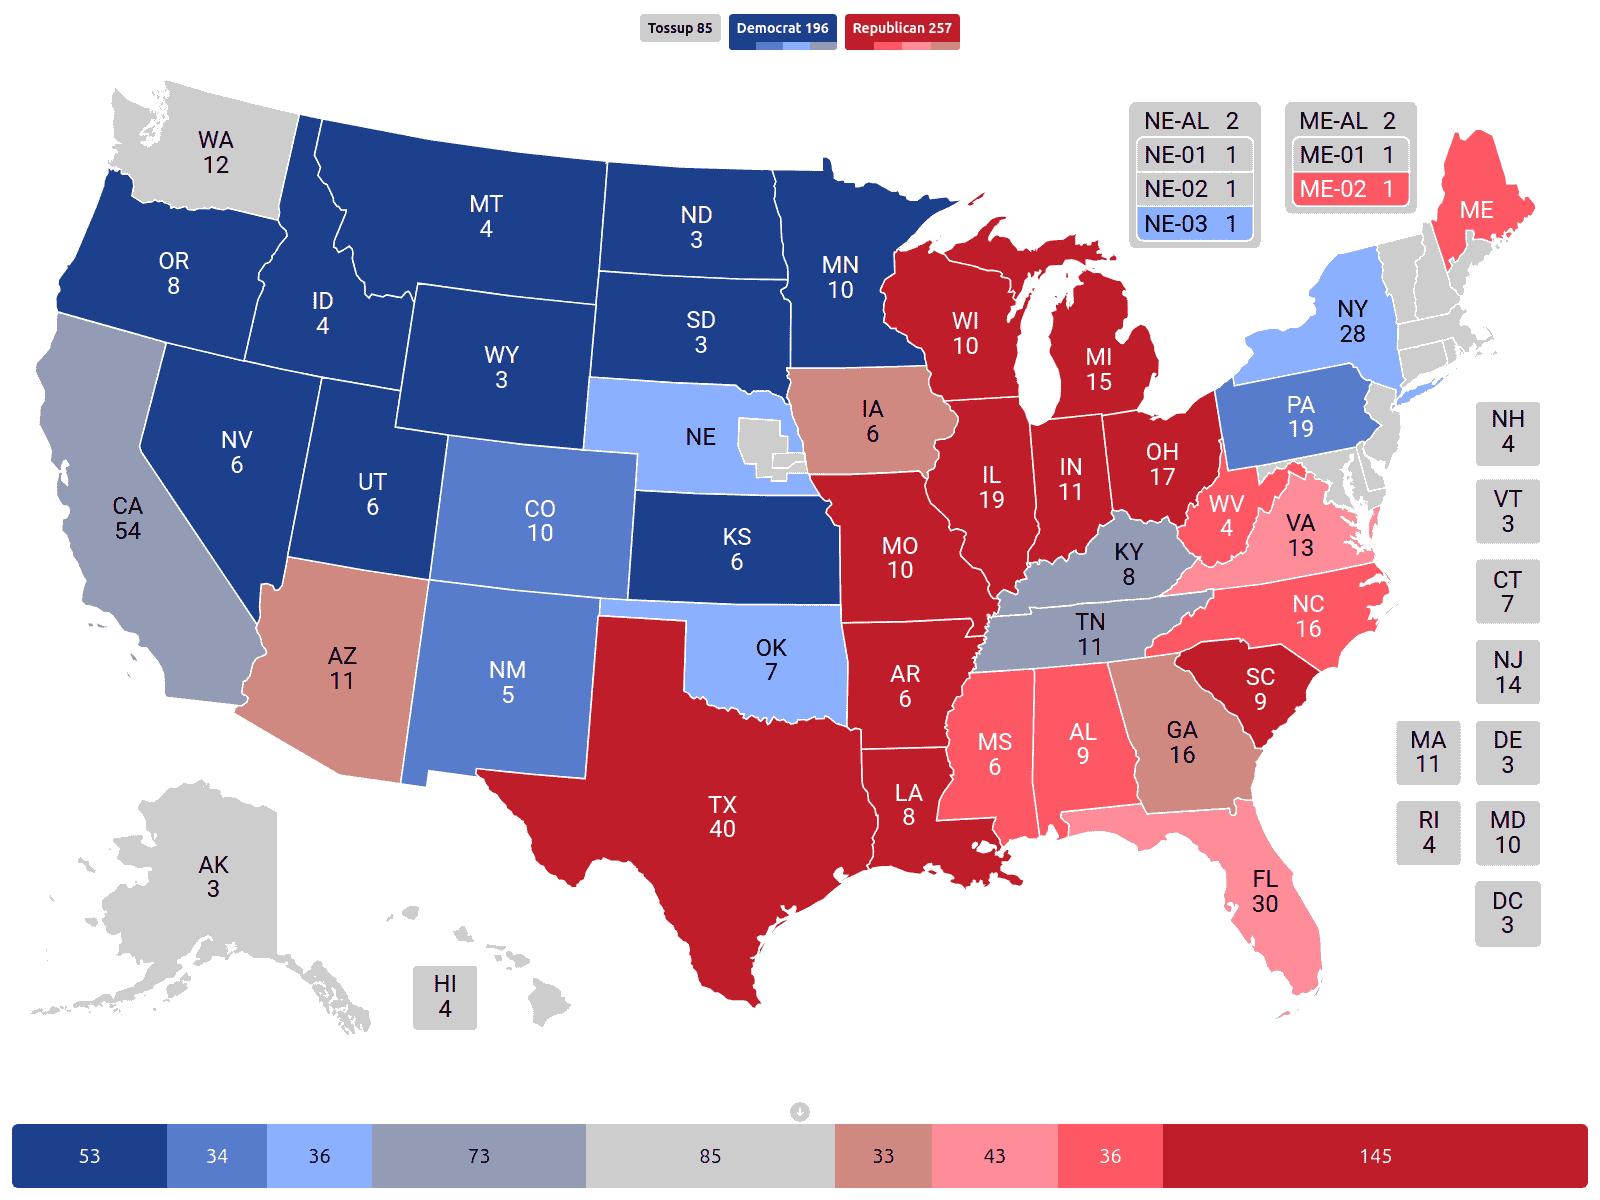 Tossup 85
Democrat 196
Republican 257
NE-AL 2
NE-01 1
NE-02 1
NE-03 1
ME-AL 2
ME-01 1
ME-02 1
WA
12
OR
8
CA
54
ID
4
NV
6
MT
4
WY
3
UT
6
AZ
11
CO
10
NM
5
ND
3
SD
3
NE
KS
6
OK
7
TX
40
MN
10
IA
6
MO
10
AR
6
LA
8
WI
10
IL
19
MI
15
IN
11
OH
17
KY
8
TN
11
MS
6
AL
9
GA
16
FL
30
SC
9
NC
16
VA
13
WV
4
PA
19
NY
28
ME
NH
4
VT
3
CT
7
NJ
14
MA
11
DE
3
RI
4
MD
10
DC
3
AK
3
HI
4
53
34
36
73
85
33
43
36
145